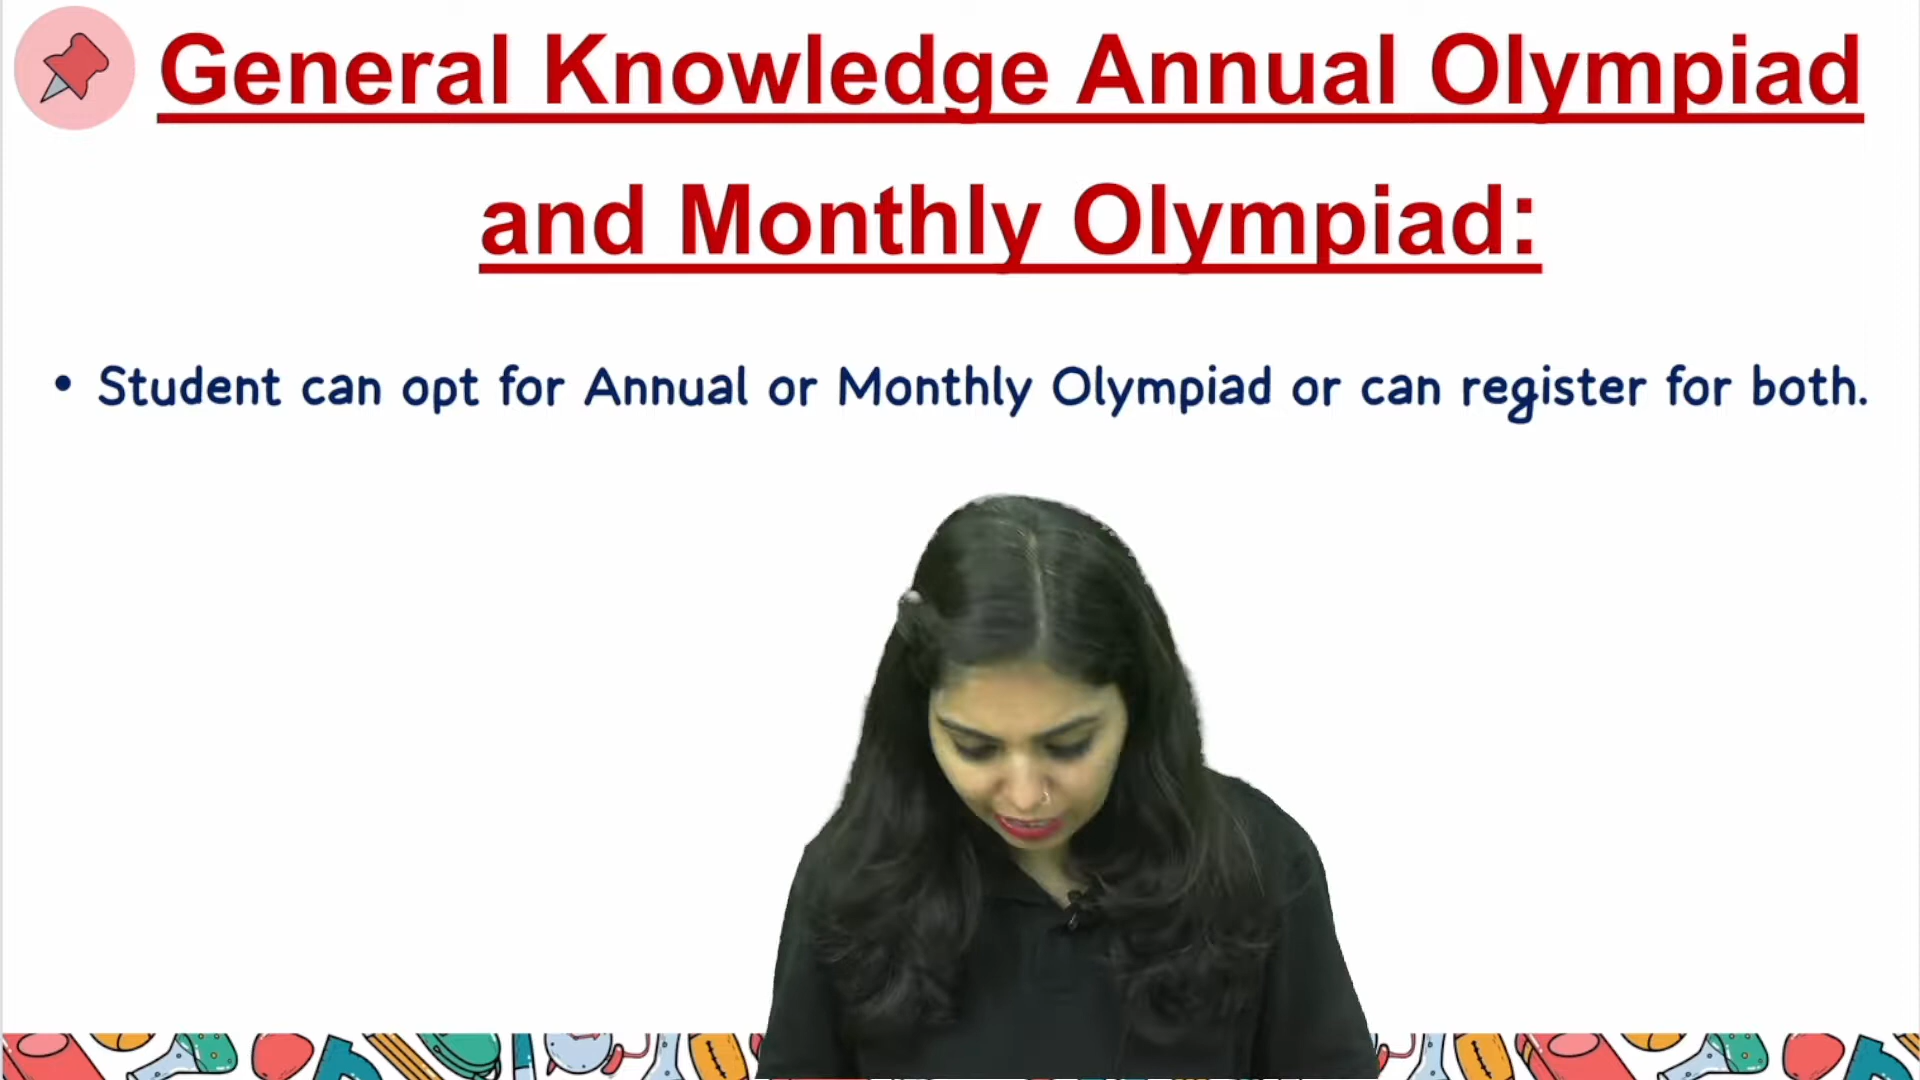 General Knowledge Annual Olympiad
and Monthly Olympiad:
• Student can opt for Annual or Monthly Olympiad or can register for both.